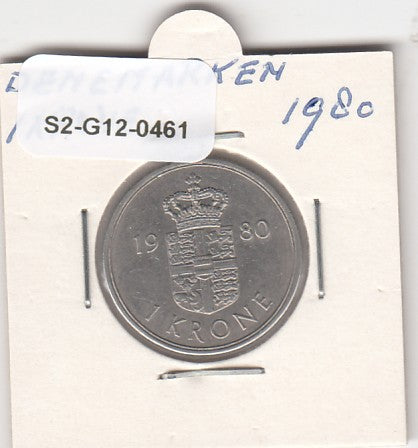 DENEMARKEN
1980
S2-G12-0461
19 80
1 KRONE